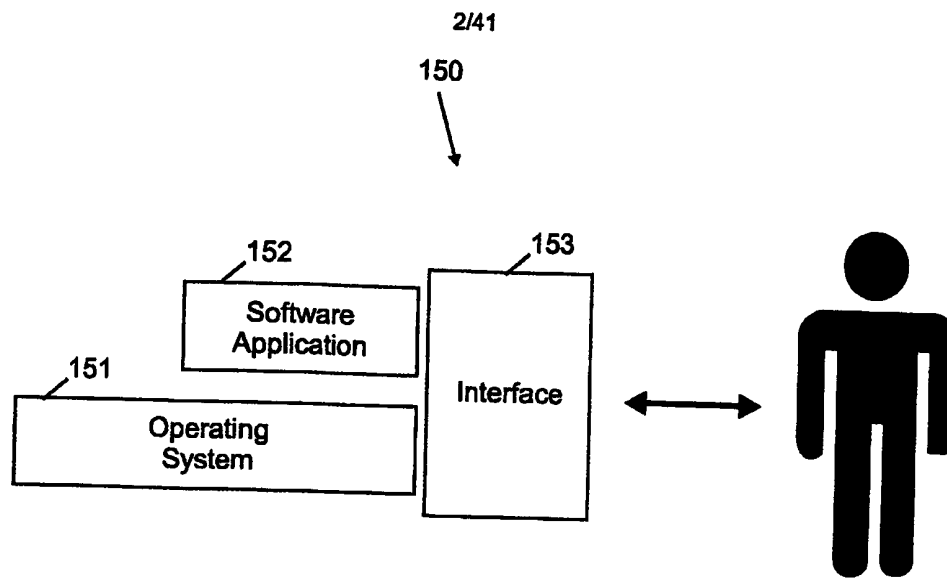 2/41
150
152
153
Software
Application
151
Interface
Operating
System